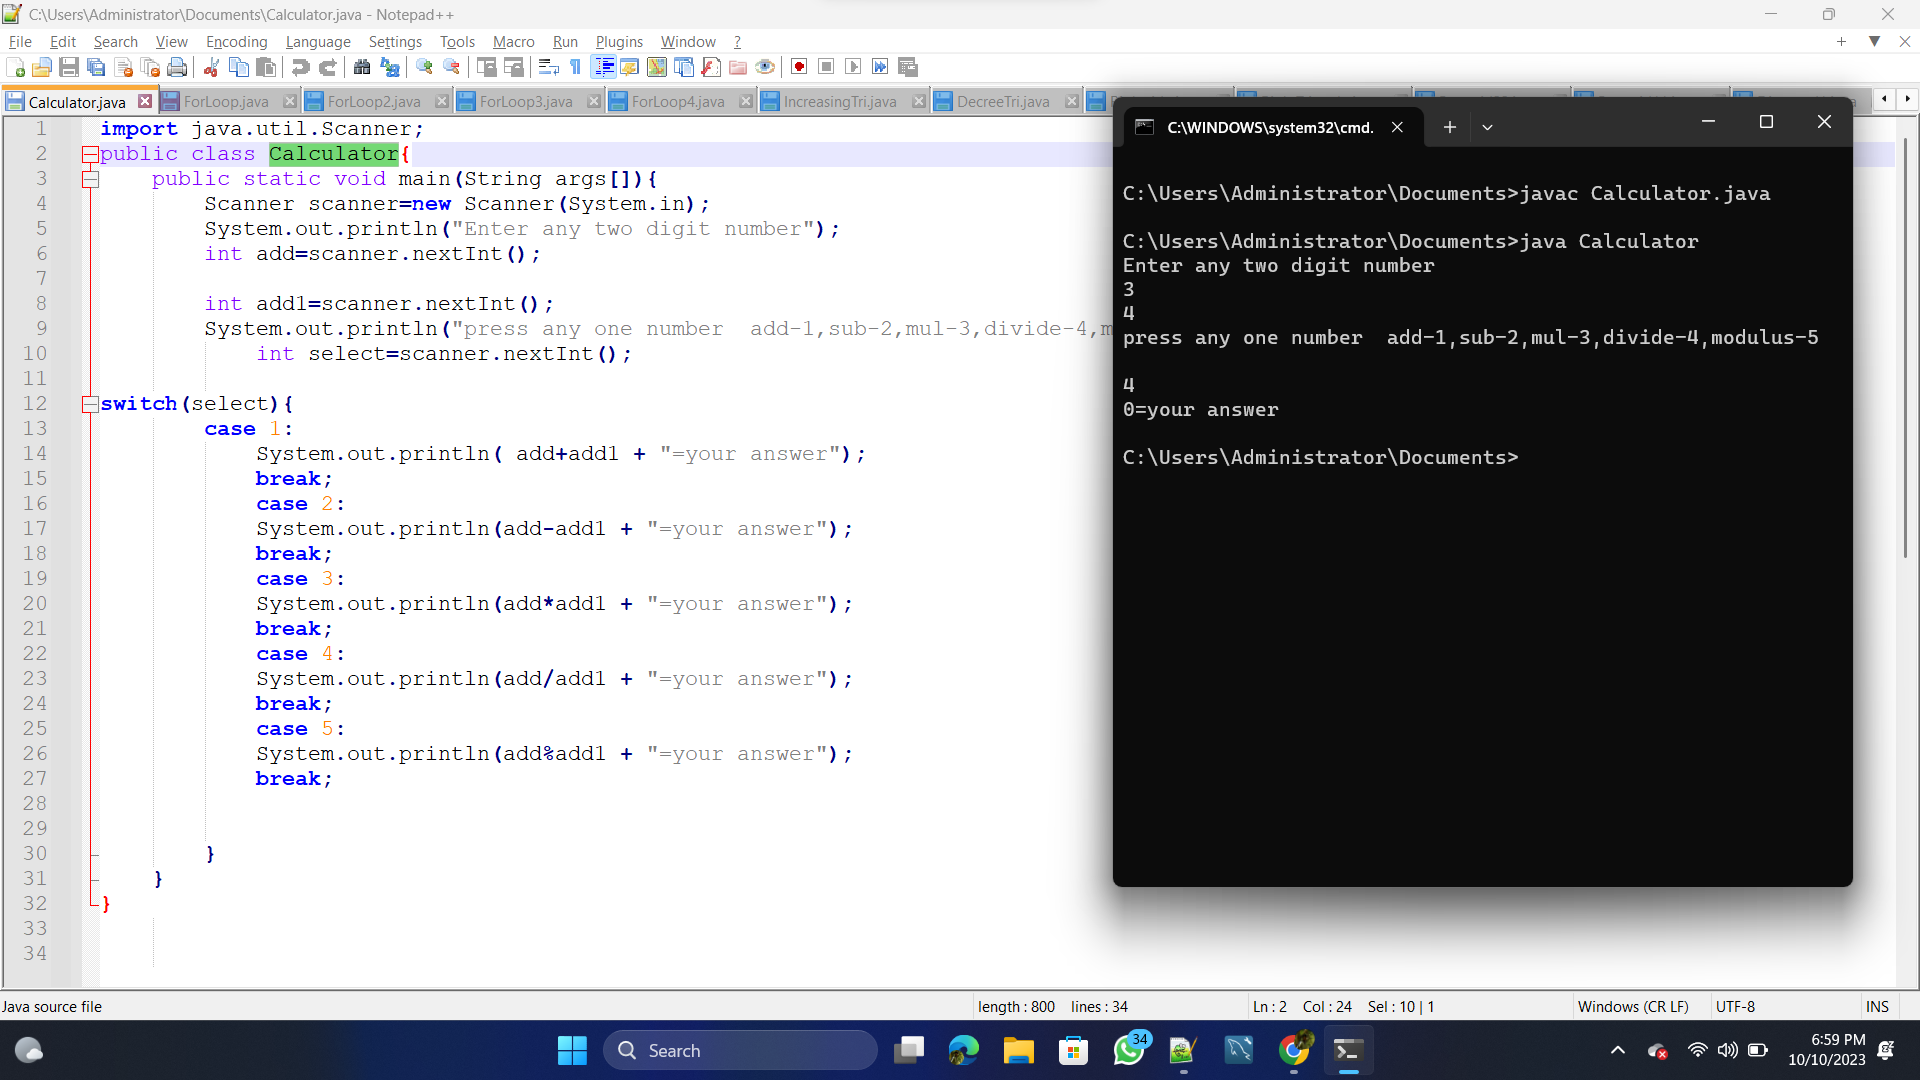 C:\Users\Administrator\Documents\Calculator.java - Notepad++
File Edit Search View Encoding Language Settings Tools Macro Run Plugins Window ?
Calculator.java ForLoop.java ForLoop2.java ForLoop3.java ForLoop4.java IncreasingTri.java DecreeTri.java
1 import java.util.Scanner;
2 public class Calculator{
3 public static void main(String args[]){
4 Scanner scanner=new Scanner(System.in);
5 System.out.println("Enter any two digit number");
6 int add=scanner.nextInt();
7
8 int add1=scanner.nextInt();
9 System.out.println("press any one number  add-1,sub-2,mul-3,divide-4,m
10 int select=scanner.nextInt();
11
12 switch(select){
13 case 1:
14 System.out.println( add+add1 + "=your answer");
15 break;
16 case 2:
17 System.out.println(add-add1 + "=your answer");
18 break;
19 case 3:
20 System.out.println(add*add1 + "=your answer");
21 break;
22 case 4:
23 System.out.println(add/add1 + "=your answer");
24 break;
25 case 5:
26 System.out.println(add%add1 + "=your answer");
27 break;
28
29
30 }
31 }
32 }
33
34
C:\WINDOWS\system32\cmd.
C:\Users\Administrator\Documents>javac Calculator.java
C:\Users\Administrator\Documents>java Calculator
Enter any two digit number
3
4
press any one number  add-1,sub-2,mul-3,divide-4,modulus-5
4
0=your answer
C:\Users\Administrator\Documents>
Java source file length : 800 lines : 34 Ln : 2 Col : 24 Sel : 10 | 1 Windows (CR LF) UTF-8 INS
Search
34
6:59 PM
10/10/2023